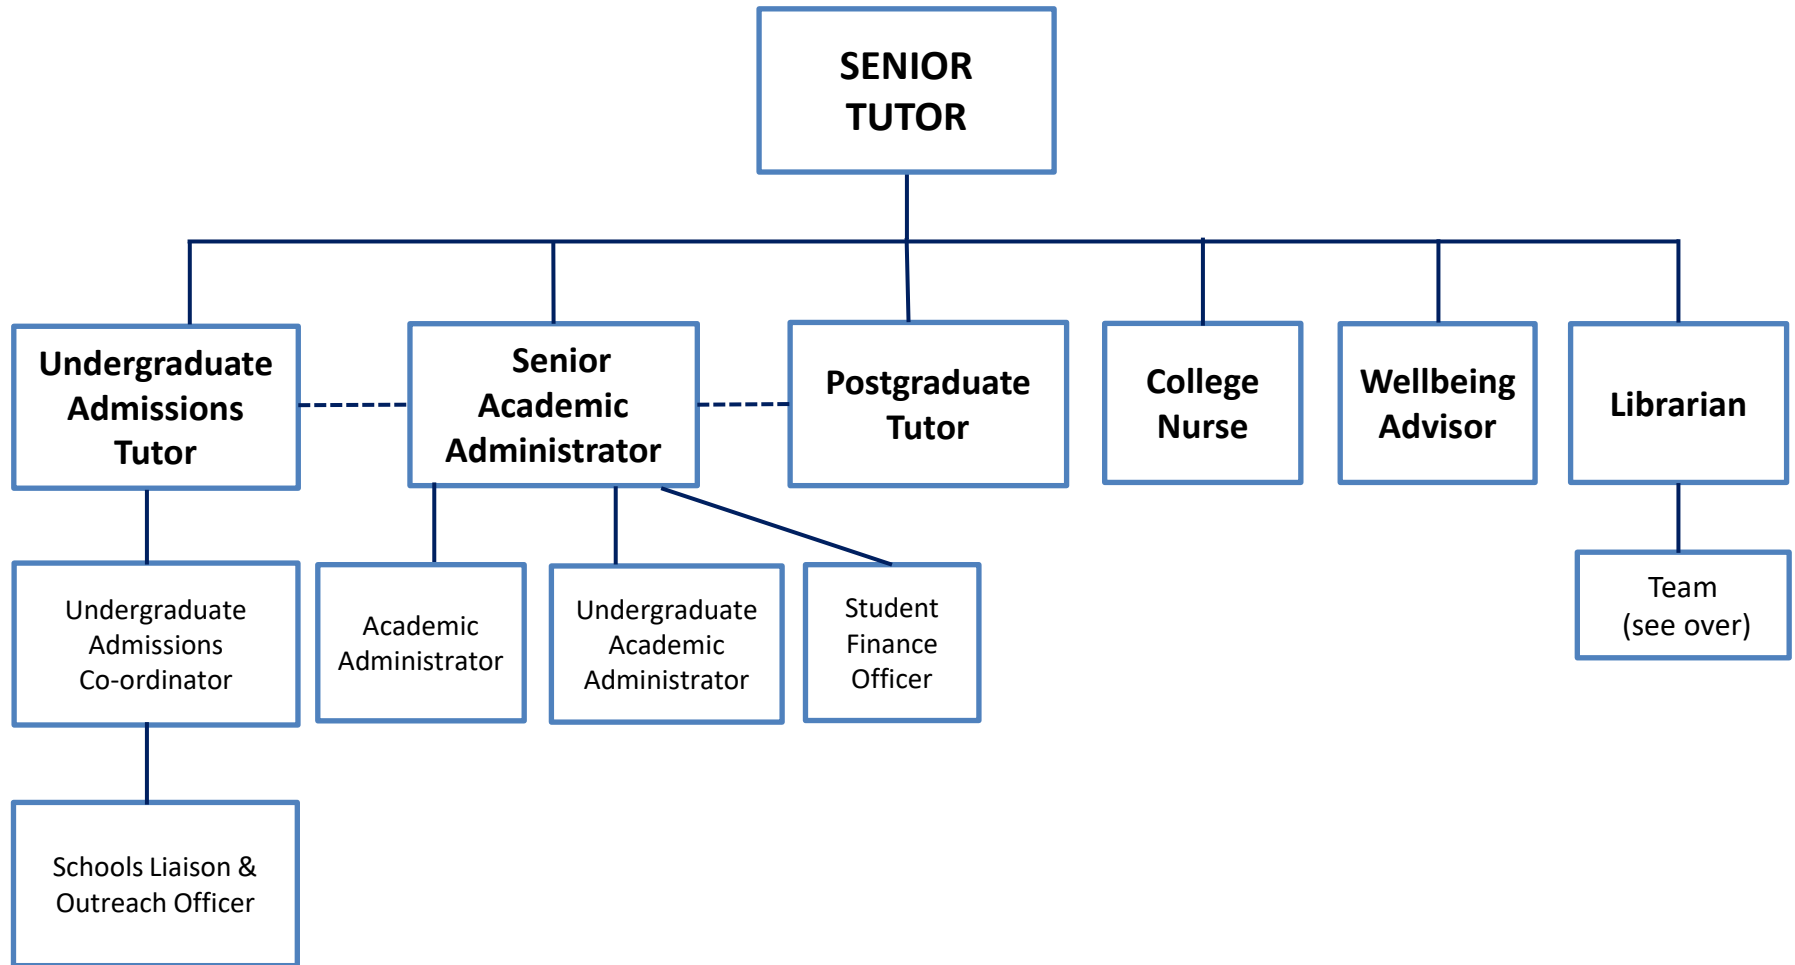 SENIOR
TUTOR
Undergraduate
Admissions
Tutor
Senior
Academic
Administrator
Postgraduate
Tutor
College
Nurse
Wellbeing
Advisor
Librarian
Undergraduate
Admissions
Co-ordinator
Academic
Administrator
Undergraduate
Academic
Administrator
Student
Finance
Officer
Team
(see over)
Schools Liaison &
Outreach Officer